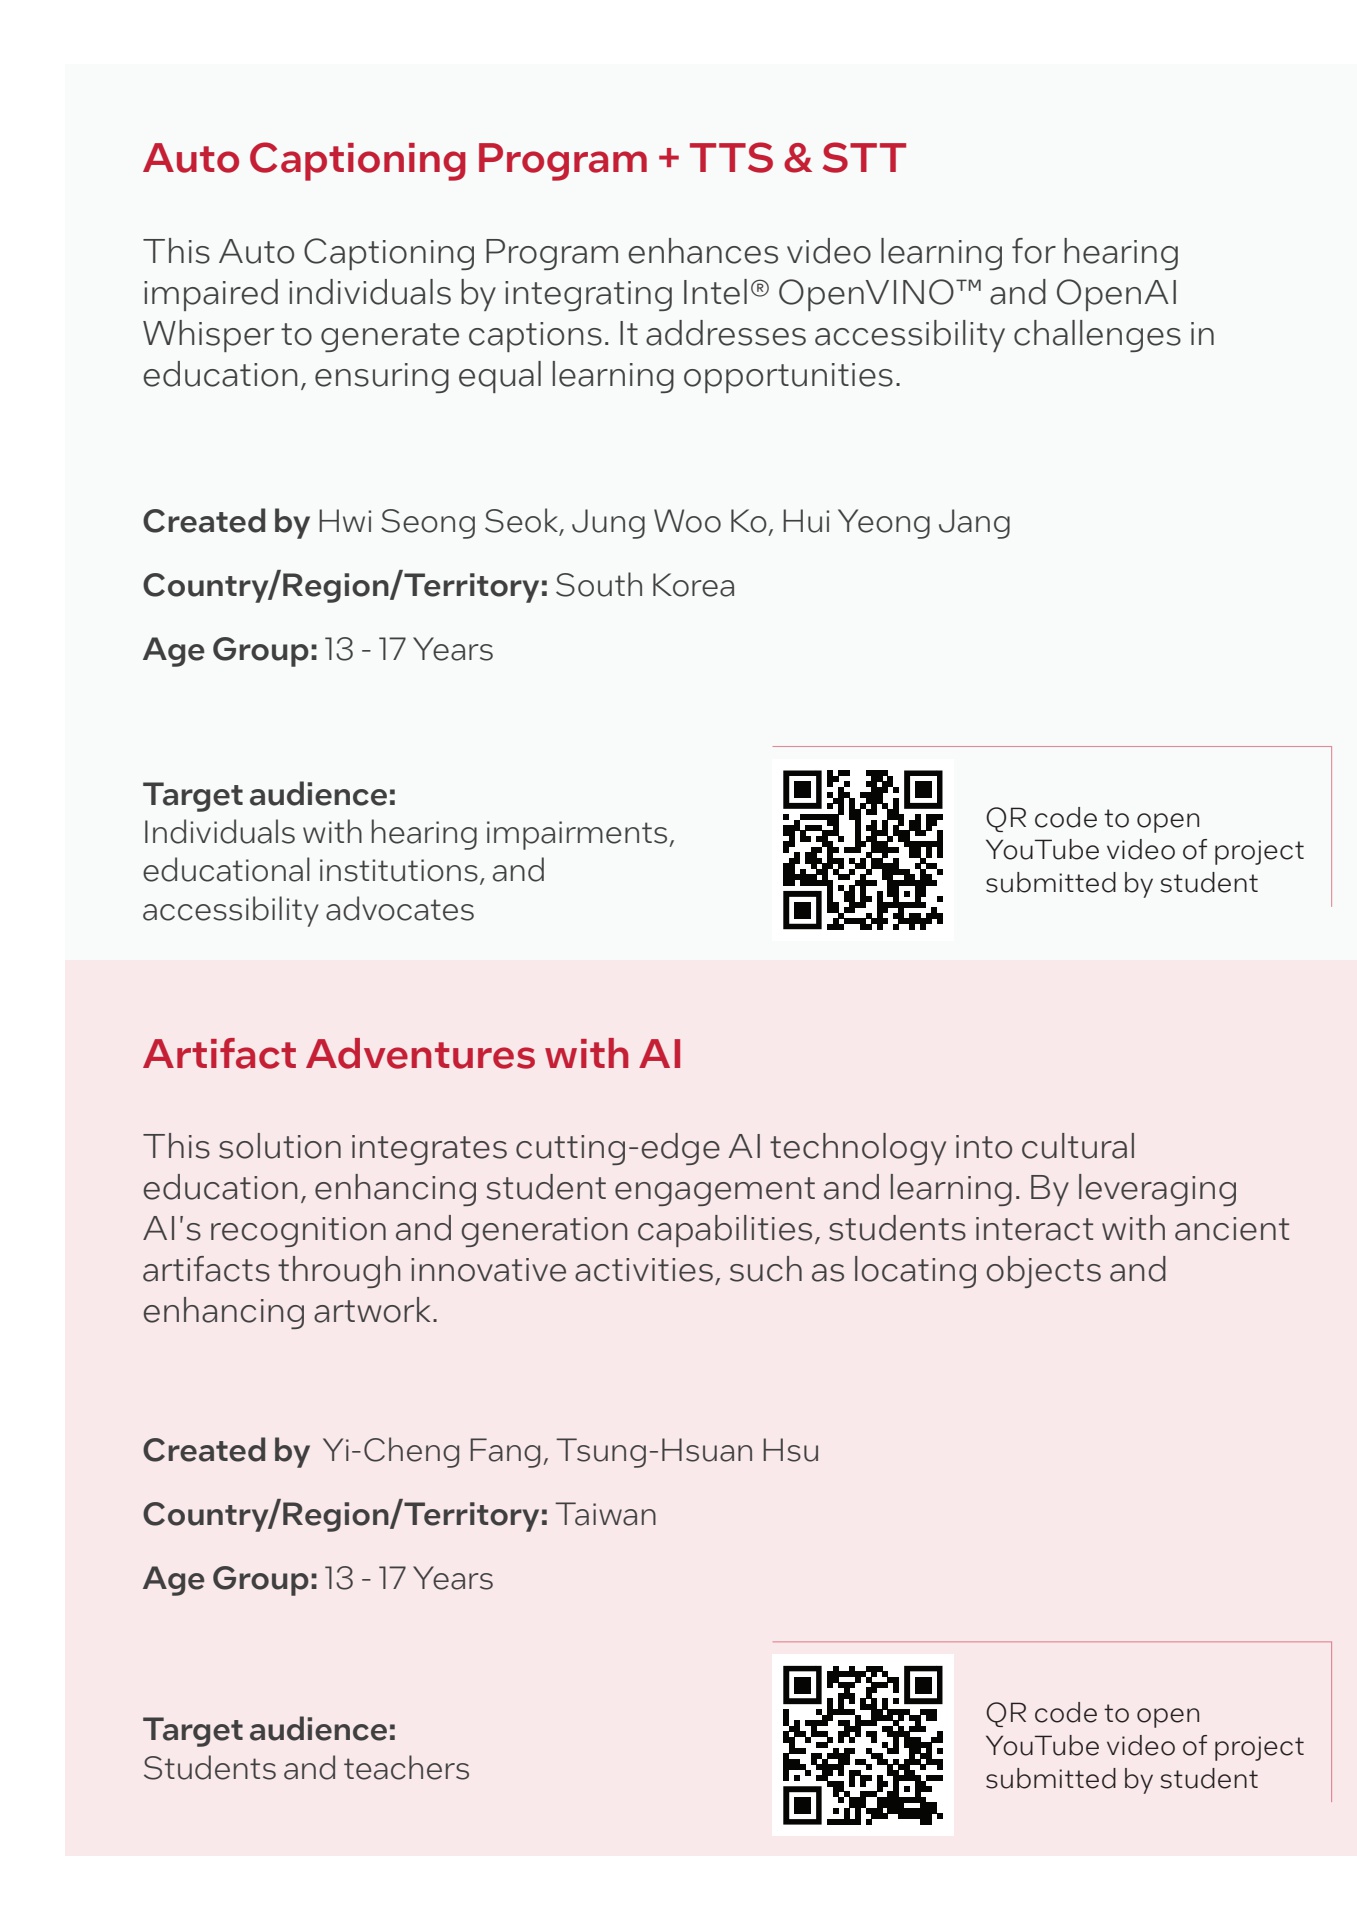 Auto Captioning Program + TTS & STT
This Auto Captioning Program enhances video learning for hearing
impaired individuals by integrating Intel® OpenVINO™ and OpenAI
Whisper to generate captions. It addresses accessibility challenges in
education, ensuring equal learning opportunities.
Created by Hwi Seong Seok, Jung Woo Ko, Hui Yeong Jang
Country/Region/Territory: South Korea
Age Group: 13 - 17 Years
Target audience:
Individuals with hearing impairments,
educational institutions, and
accessibility advocates
QR code to open
YouTube video of project
submitted by student
Artifact Adventures with AI
This solution integrates cutting-edge AI technology into cultural
education, enhancing student engagement and learning. By leveraging
AI's recognition and generation capabilities, students interact with ancient
artifacts through innovative activities, such as locating objects and
enhancing artwork.
Created by Yi-Cheng Fang, Tsung-Hsuan Hsu
Country/Region/Territory: Taiwan
Age Group: 13 - 17 Years
Target audience:
Students and teachers
QR code to open
YouTube video of project
submitted by student